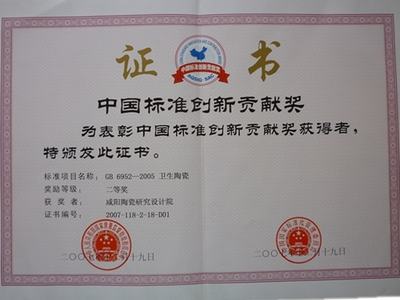 证 书
中国标准创新贡献奖
为表彰中国标准创新贡献奖获得者，
特颁发此证书。
标准项目名称： GB 6952—2005 卫生陶瓷
奖励等级： 二等奖
获 奖 者： 咸阳陶瓷研究设计院
证书编号： 2007-118-2-18-D01